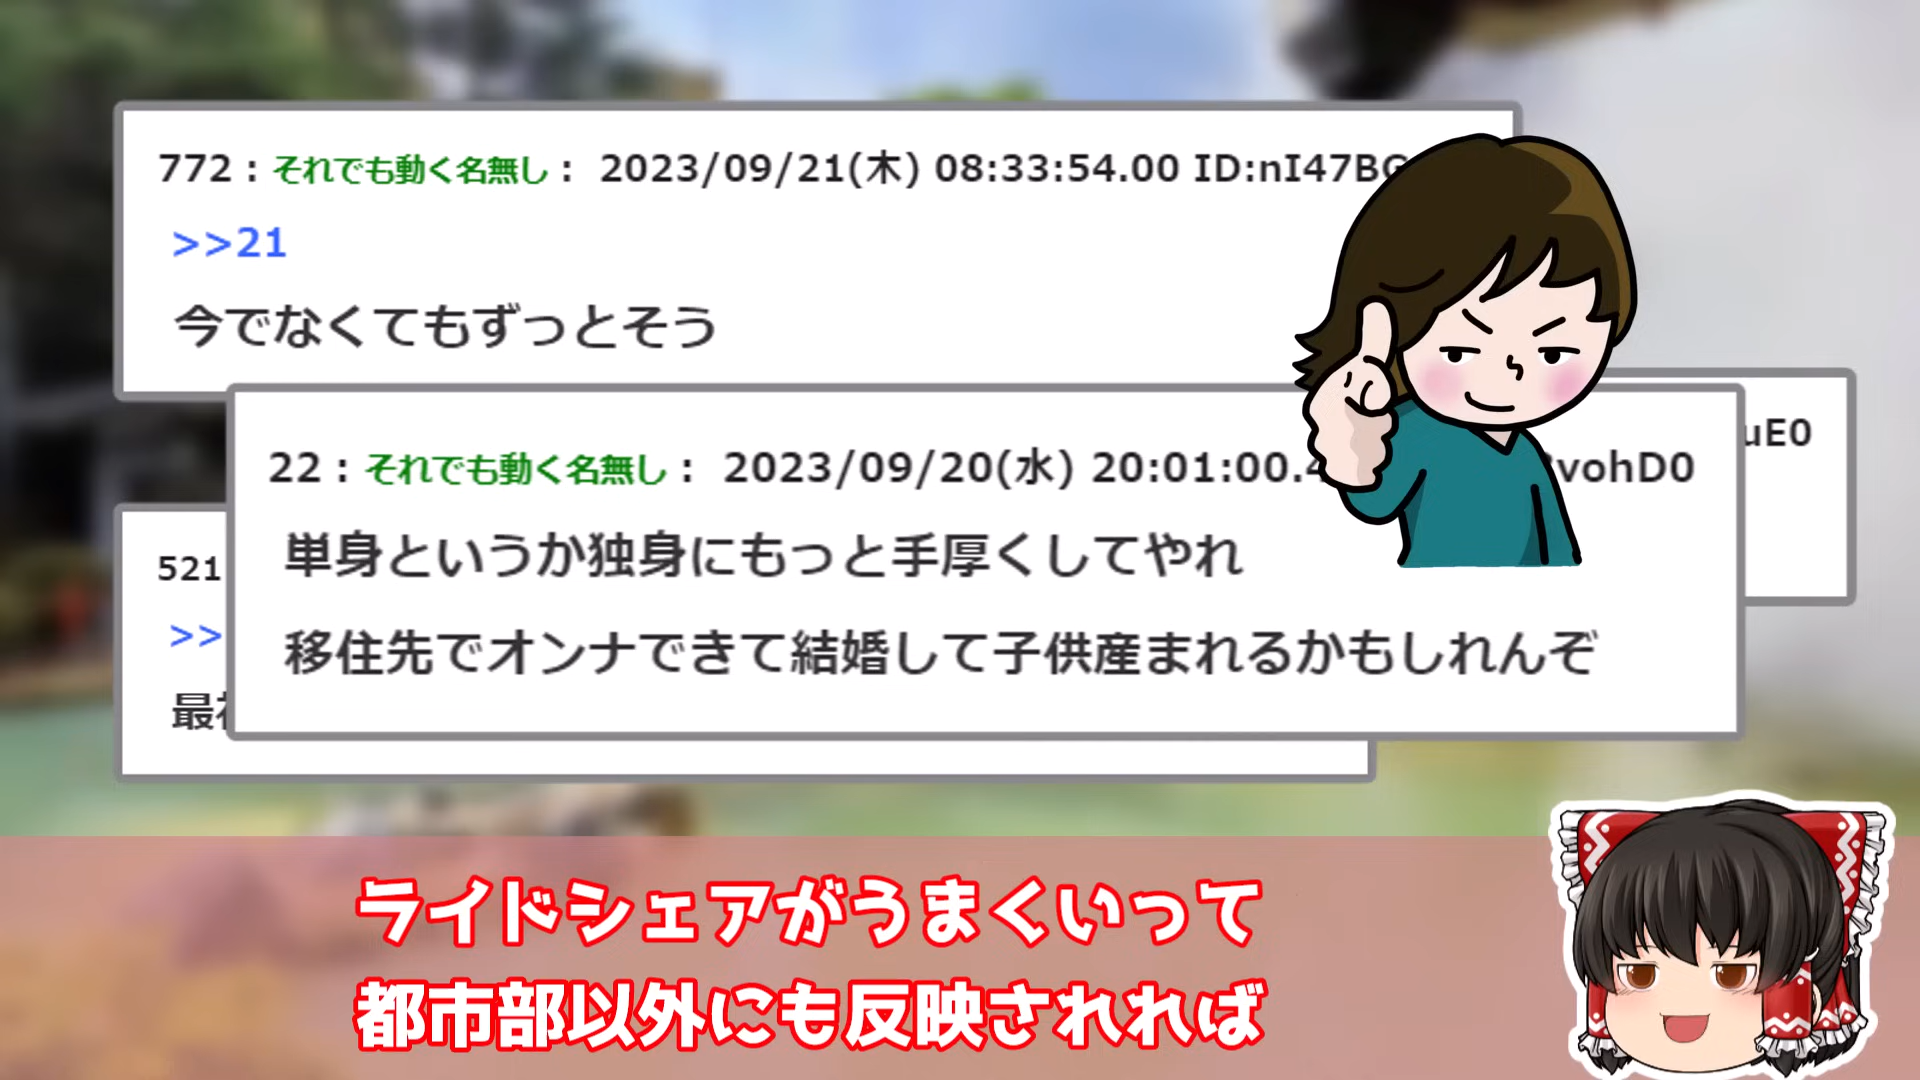 772：それでも動く名無し： 2023/09/21(木) 08:33:54.00 ID:nI47BG
>>21
今でなくてもずっとそう
uE0
22：それでも動く名無し： 2023/09/20(水) 20:01:00.4 vohD0
単身というか独身にもっと手厚くしてやれ
移住先でオンナできて結婚して子供産まれるかもしれんぞ
521
>>
最
ライドシェアがうまくいって
都市部以外にも反映されれば